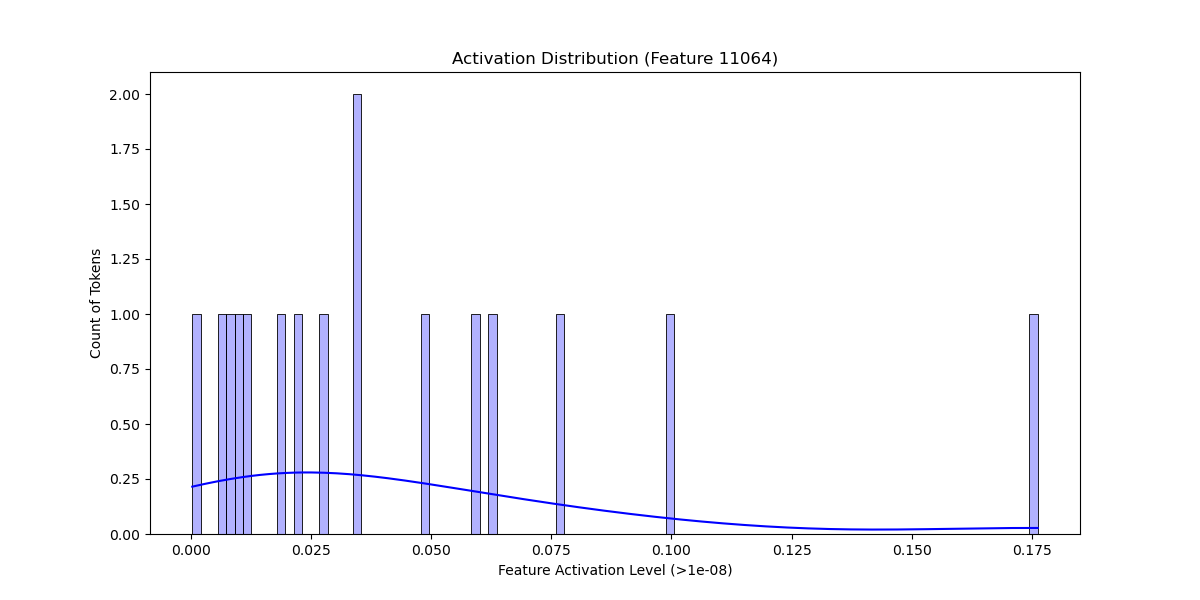 Activation Distribution (Feature 11064)
Count of Tokens
2.00
1.75
1.50
1.25
1.00
0.75
0.50
0.25
0.00
0.000 0.025 0.050 0.075 0.100 0.125 0.150 0.175
Feature Activation Level (>1e-08)